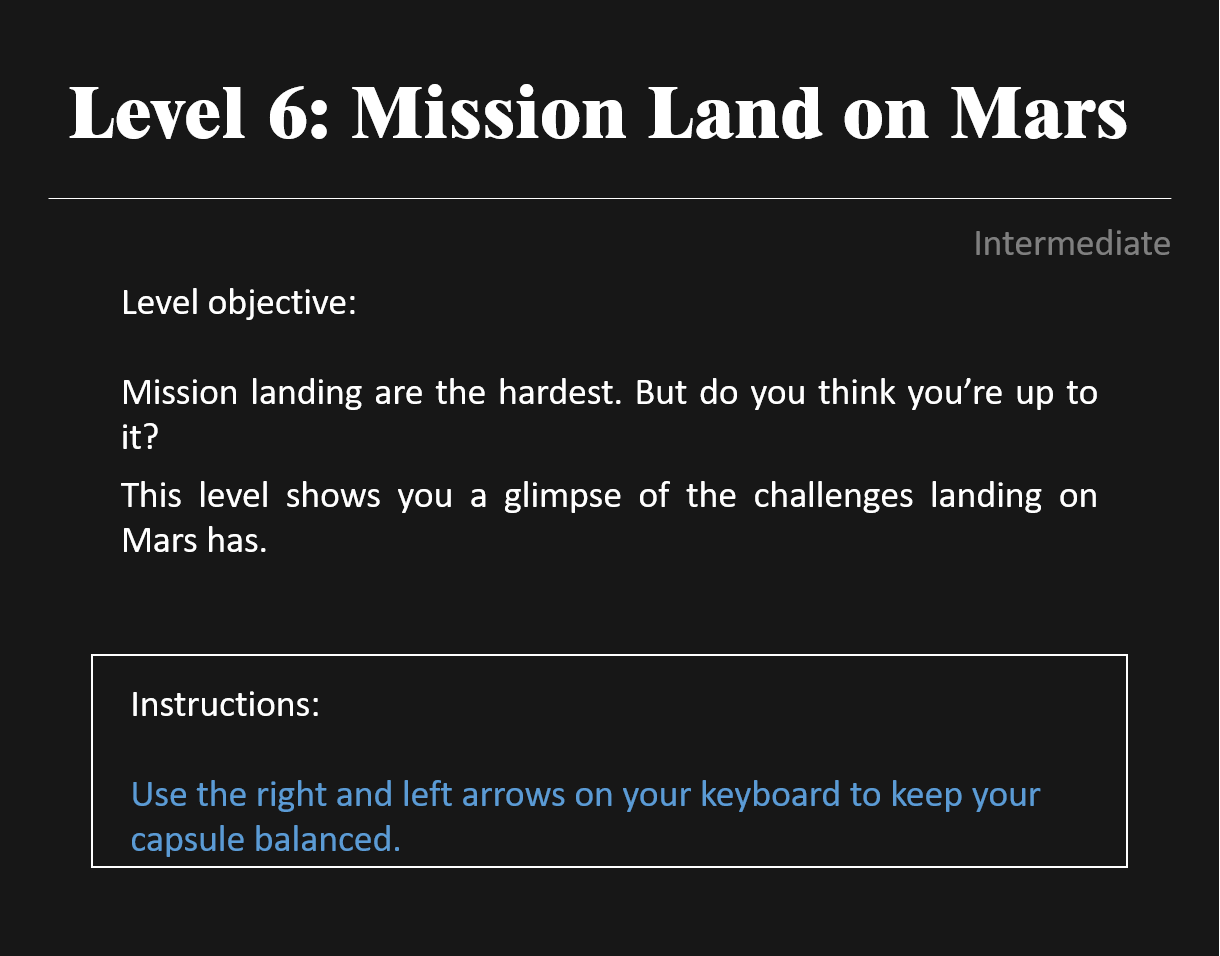 Level 6: Mission Land on Mars
Intermediate
Level objective:
Mission landing are the hardest. But do you think you’re up to
it?
This level shows you a glimpse of the challenges landing on
Mars has.
Instructions:
Use the right and left arrows on your keyboard to keep your
capsule balanced.